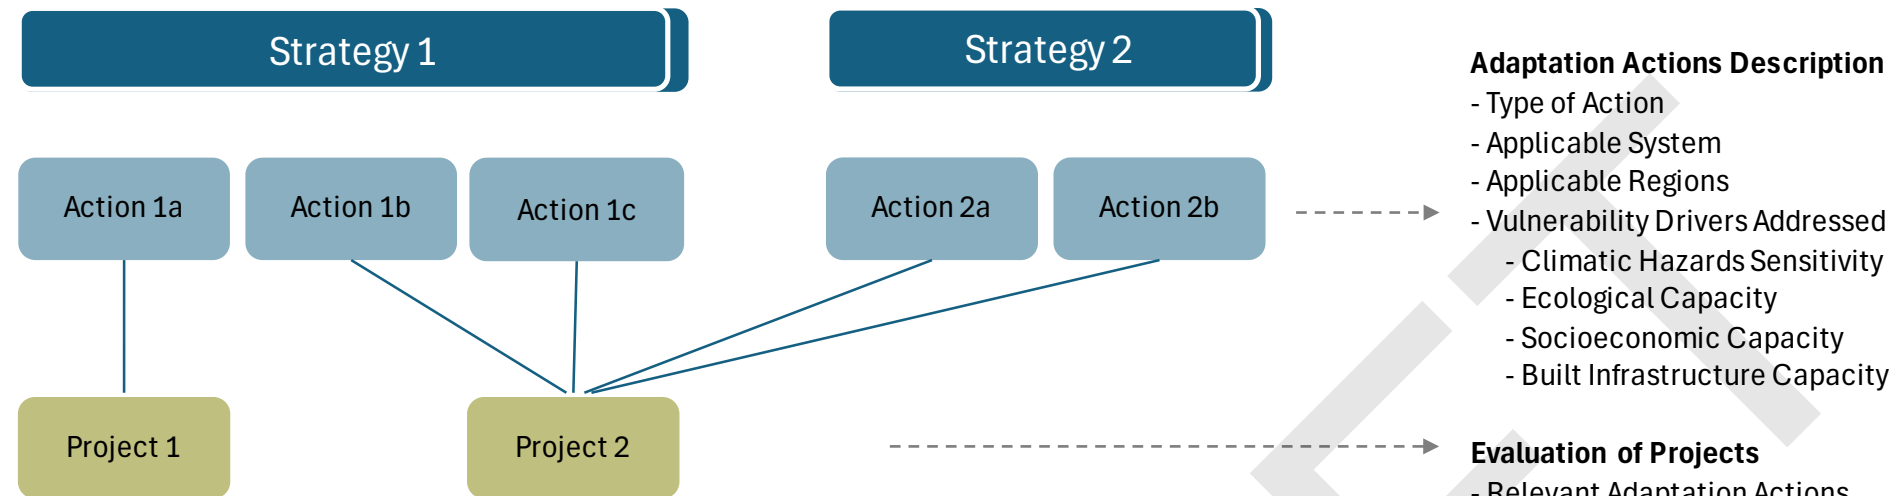 Strategy 1
Strategy 2
Action 1a
Action 1b
Action 1c
Action 2a
Action 2b
Project 1
Project 2
Adaptation Actions Description
- Type of Action
- Applicable System
- Applicable Regions
- Vulnerability Drivers Addressed
- Climatic Hazards Sensitivity
- Ecological Capacity
- Socioeconomic Capacity
- Built Infrastructure Capacity
Evaluation of Projects
- Relevant Adaptation Actions